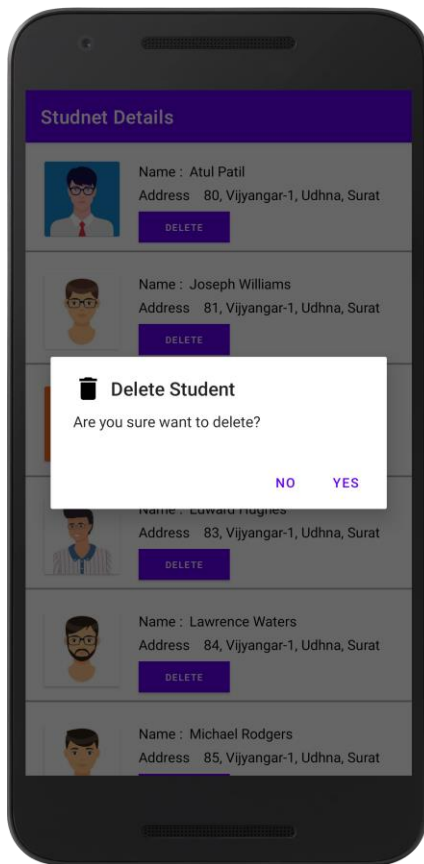 Studnet Details
Name : Atul Patil
Address 80, Vijyangar-1, Udhna, Surat
DELETE
Name : Joseph Williams
Address 81, Vijyangar-1, Udhna, Surat
DELETE
Delete Student
Are you sure want to delete?
NO YES
Name : Edward Hughes
Address 83, Vijyangar-1, Udhna, Surat
DELETE
Name : Lawrence Waters
Address 84, Vijyangar-1, Udhna, Surat
DELETE
Name : Michael Rodgers
Address 85, Vijyangar-1, Udhna, Surat